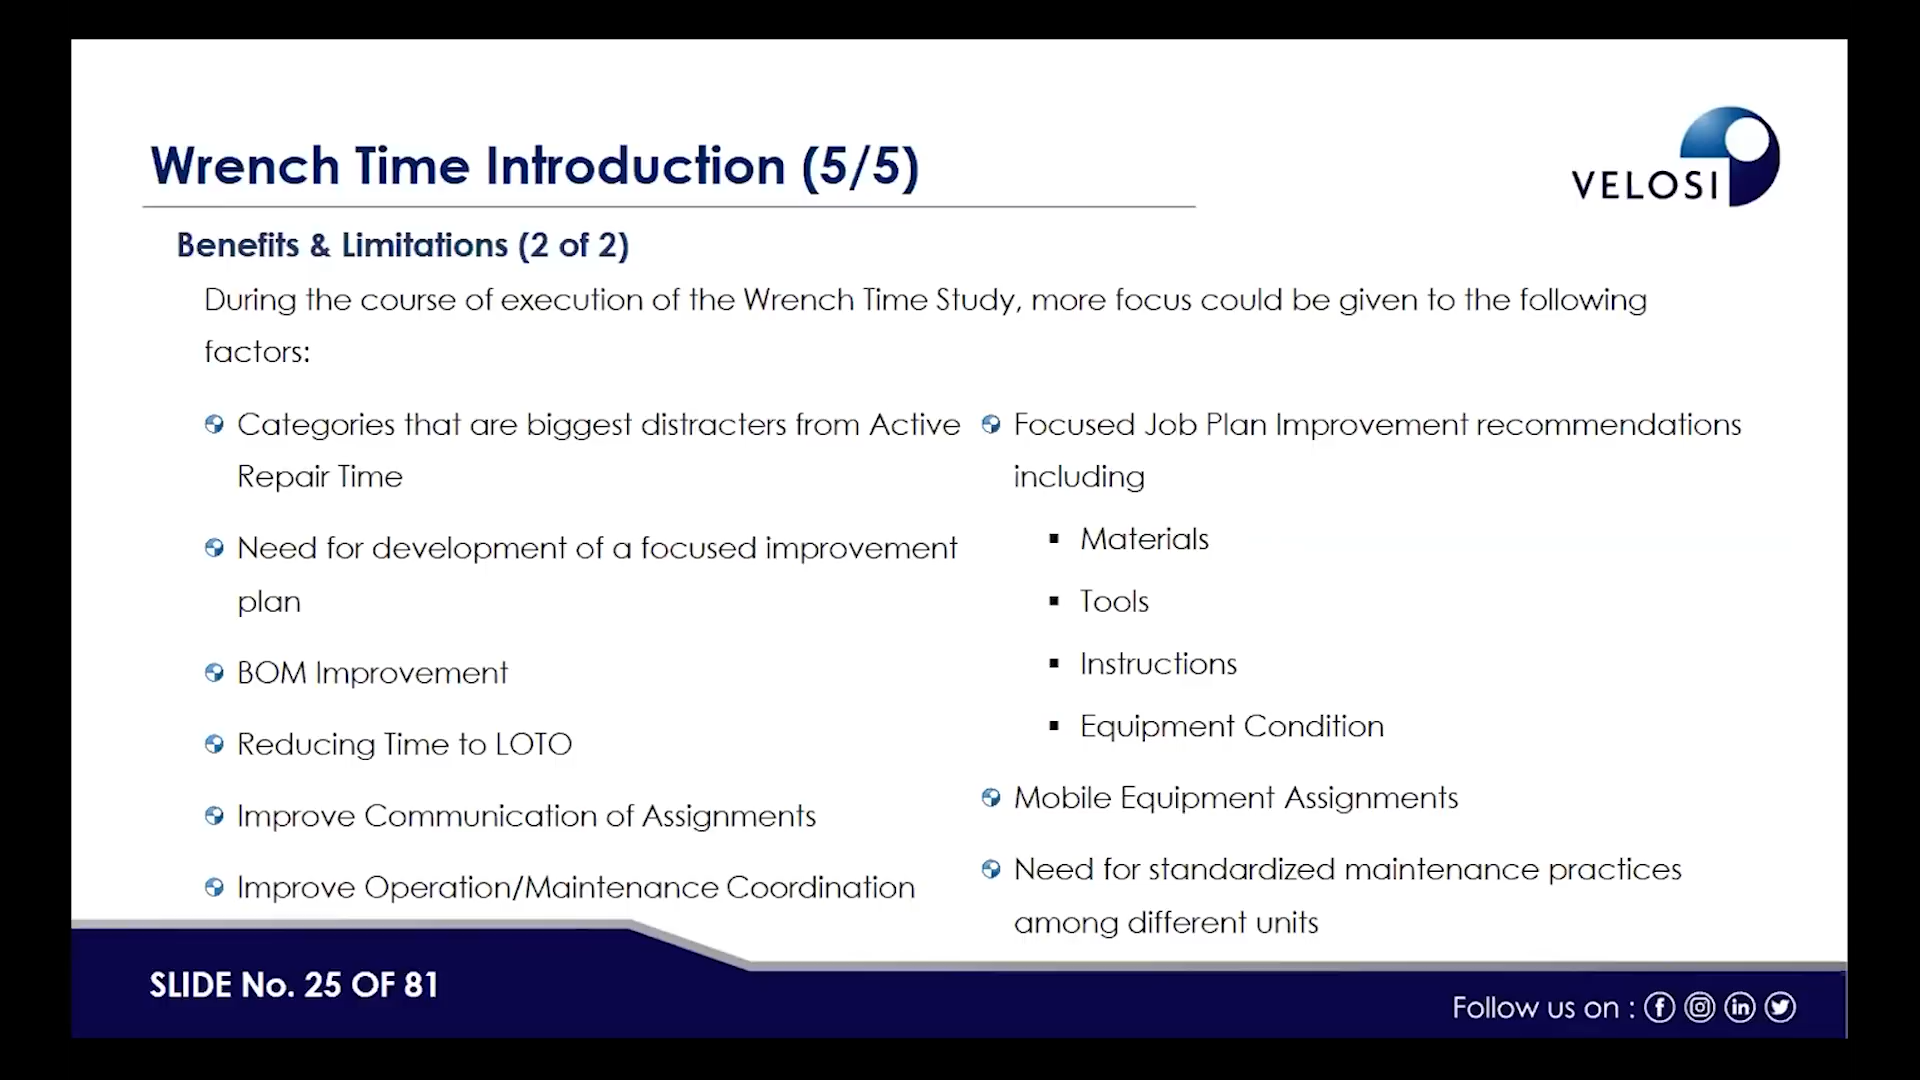 Wrench Time Introduction (5/5)
VELOSI
Benefits & Limitations (2 of 2)
During the course of execution of the Wrench Time Study, more focus could be given to the following
factors:
Categories that are biggest distracters from Active
Repair Time
Need for development of a focused improvement
plan
BOM Improvement
Reducing Time to LOTO
Improve Communication of Assignments
Improve Operation/Maintenance Coordination
Focused Job Plan Improvement recommendations
including
Materials
Tools
Instructions
Equipment Condition
Mobile Equipment Assignments
Need for standardized maintenance practices
among different units
SLIDE No. 25 OF 81
Follow us on :